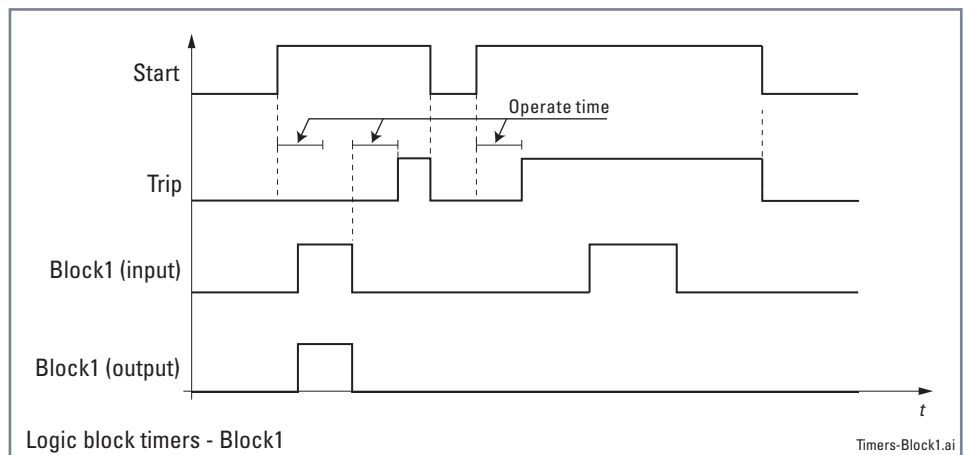 Start
Operate time
Trip
Block1 (input)
Block1 (output)
t
Logic block timers - Block1
Timers-Block1.ai